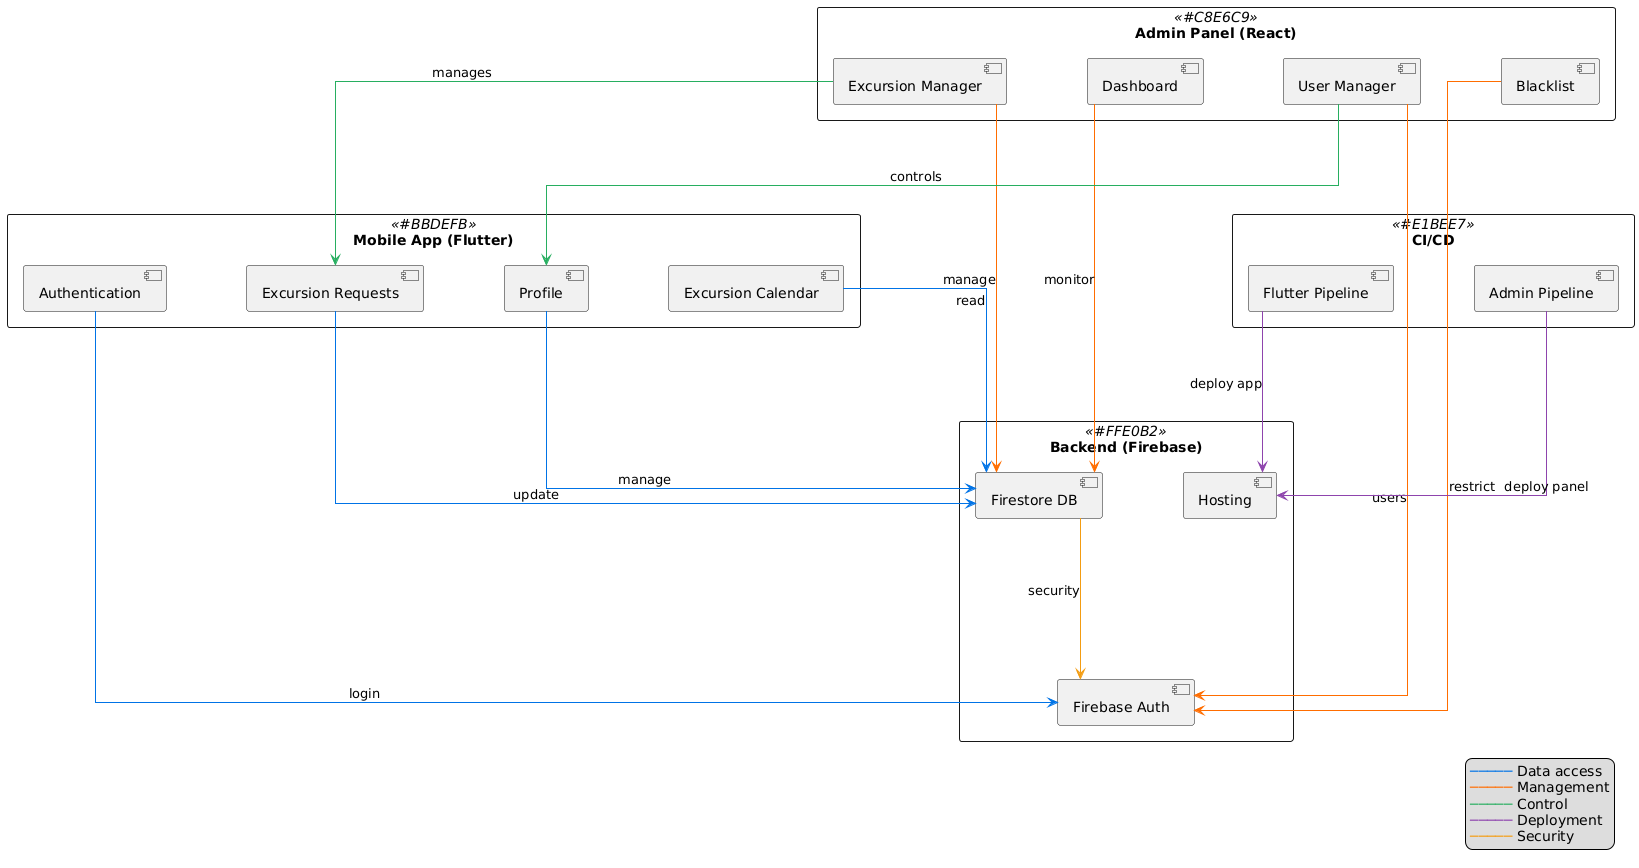 «#C8E6C9»
Admin Panel (React)
Excursion Manager
Dashboard
User Manager
Blacklist
manages
controls
«#BBDEFB»
Mobile App (Flutter)
Authentication
Excursion Requests
Profile
Excursion Calendar
«#E1BEE7»
CI/CD
Flutter Pipeline
Admin Pipeline
manage
read
monitor
deploy app
«#FFE0B2»
Backend (Firebase)
Firestore DB
Hosting
manage
update
users
restrict
deploy panel
security
Firebase Auth
login
Data access
Management
Control
Deployment
Security